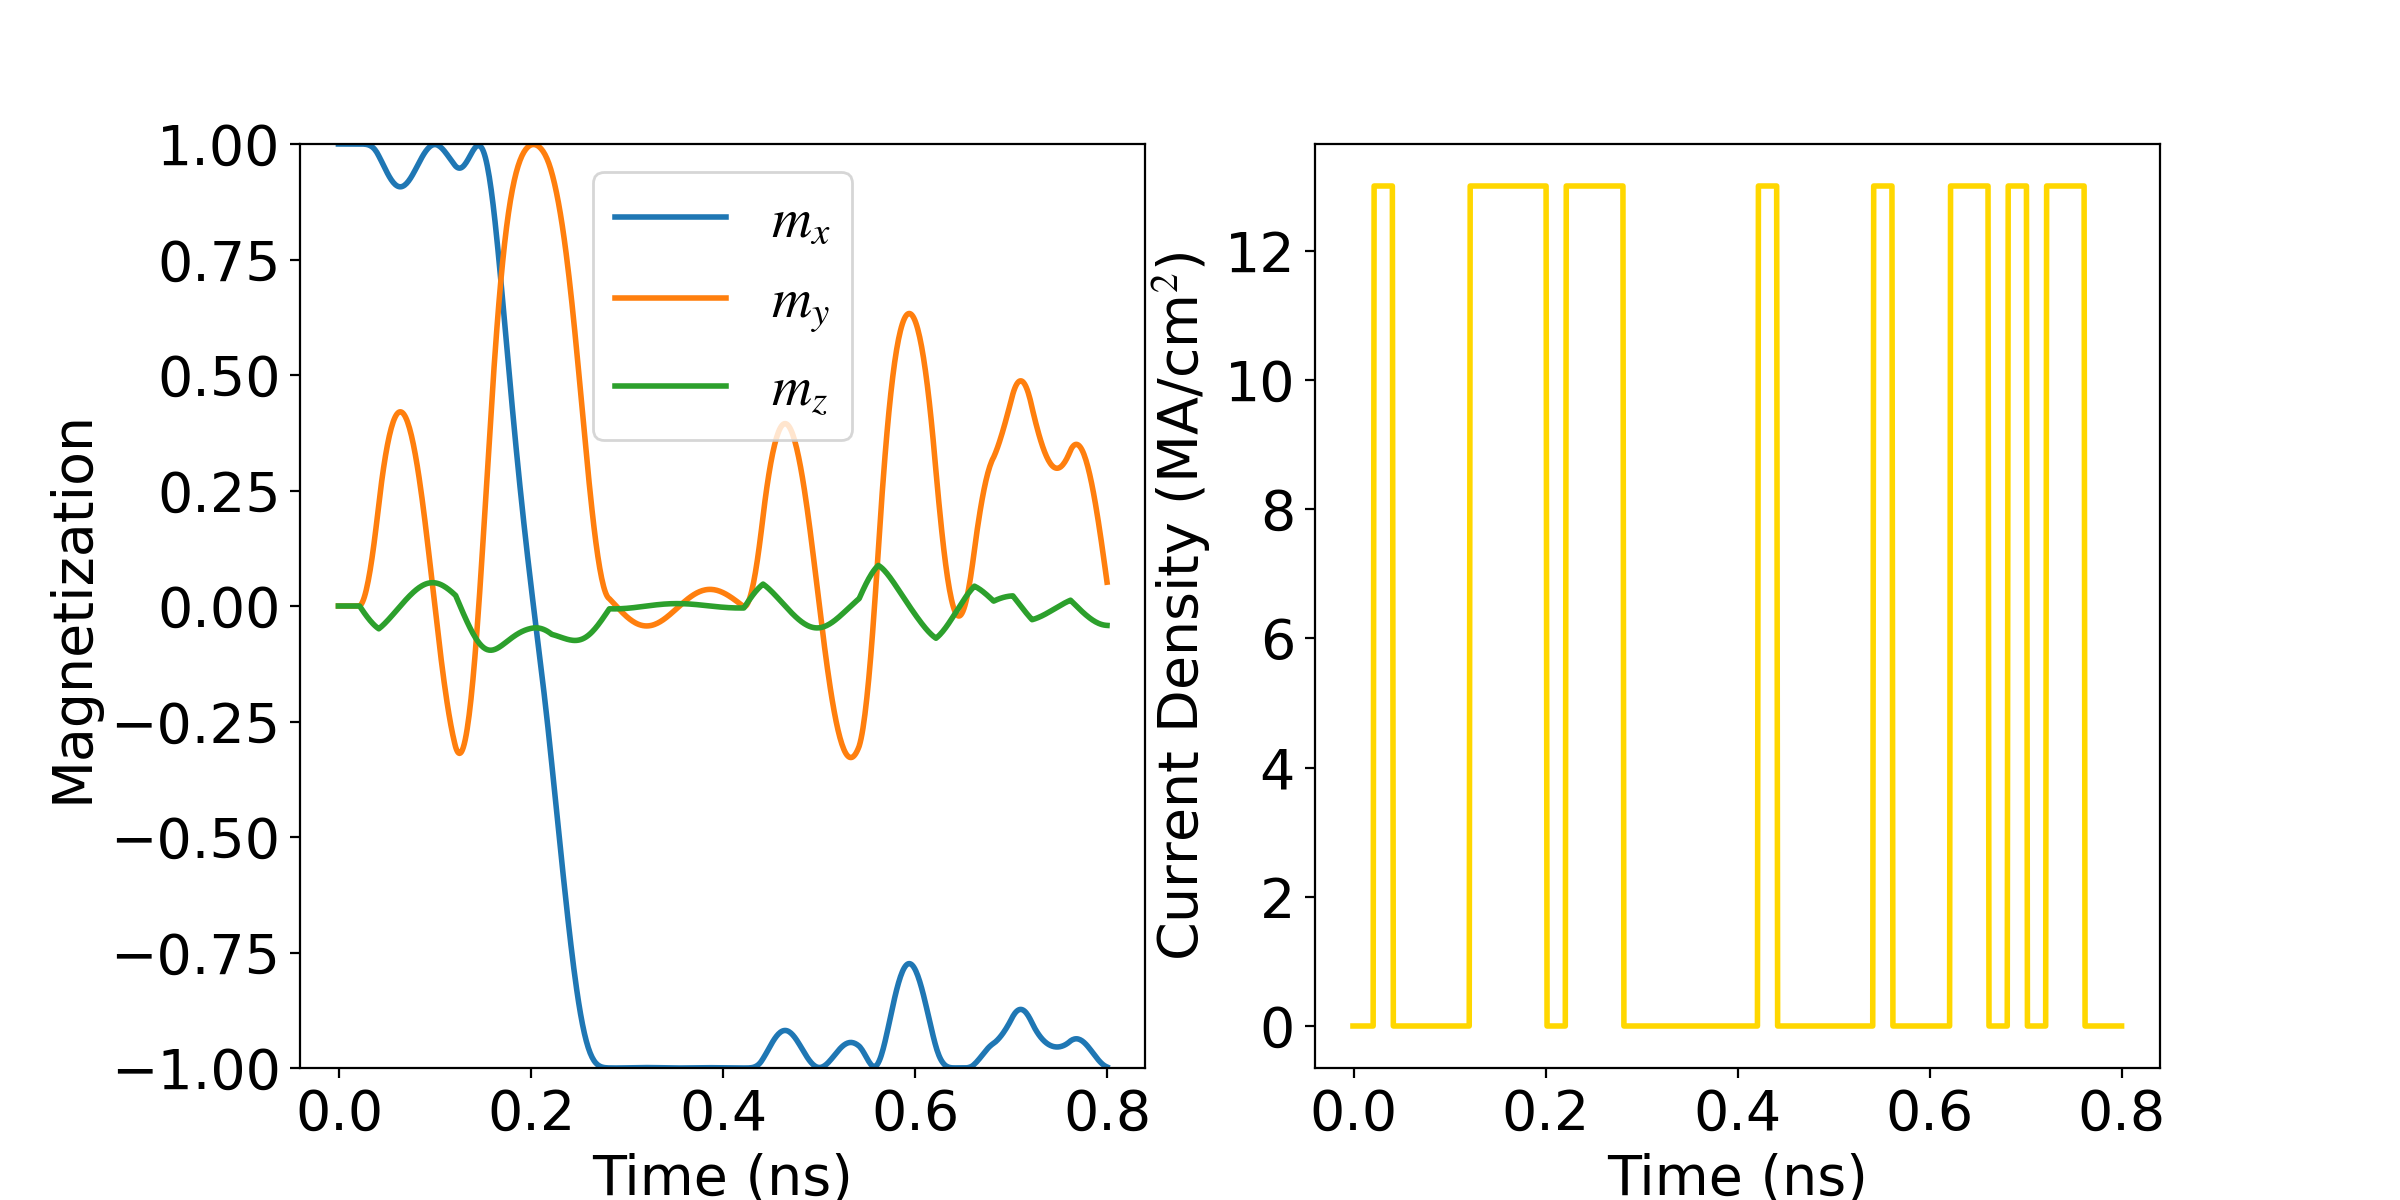 1.00
0.75
0.50
0.25
0.00
−0.25
−0.50
−0.75
−1.00
Magnetization
0.0 0.2 0.4 0.6 0.8
Time (ns)
m_x
m_y
m_z
12
10
8
6
4
2
0
Current Density (MA/cm²)
0.0 0.2 0.4 0.6 0.8
Time (ns)